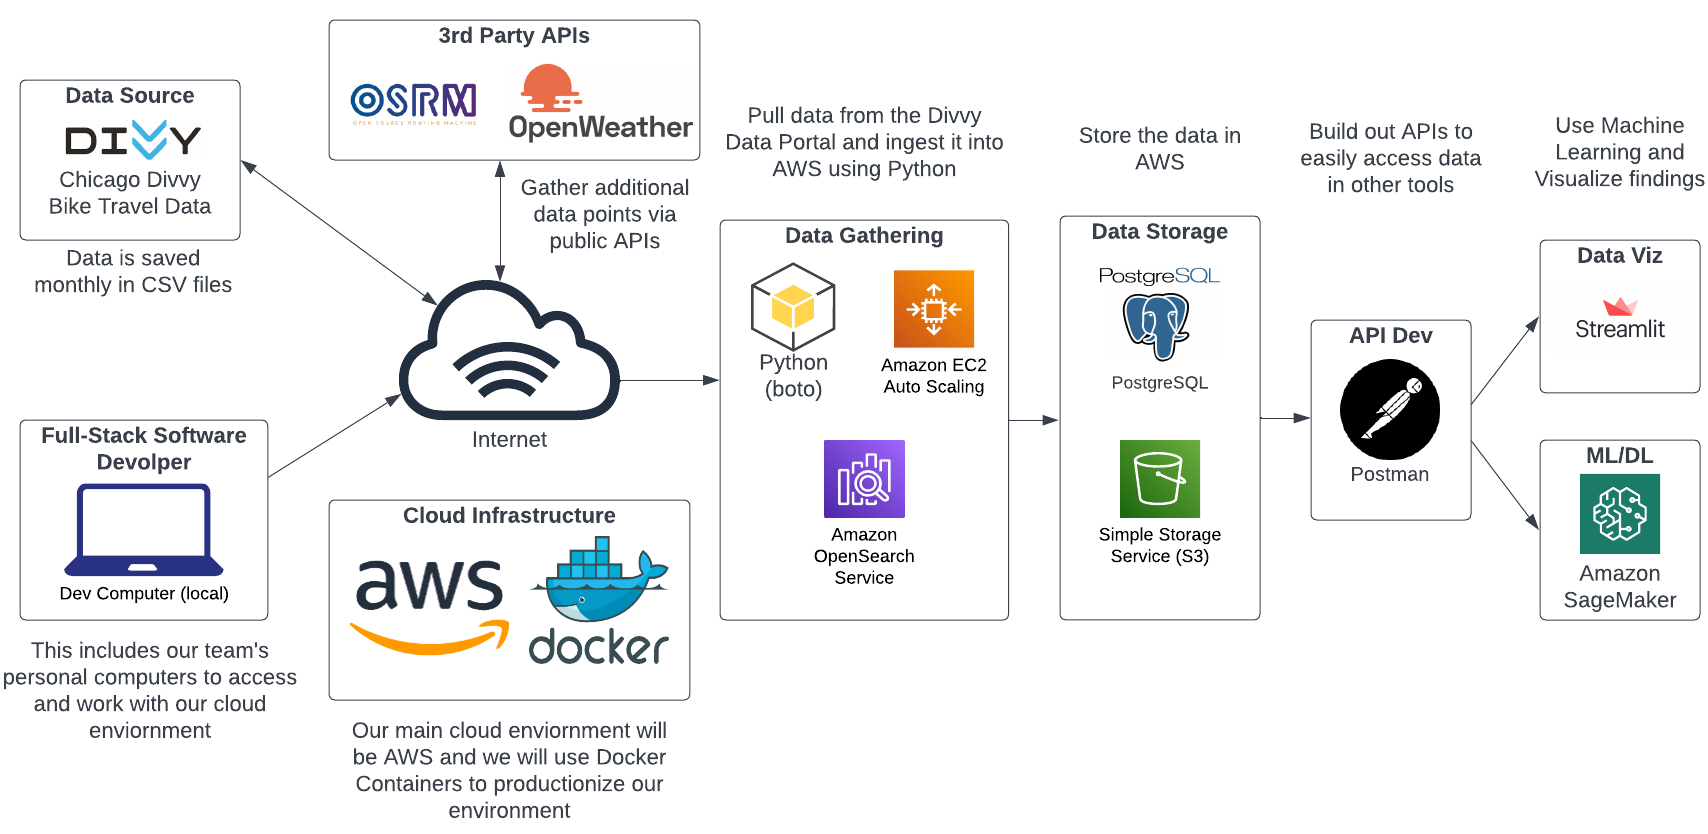 3rd Party APIs
OSRM
OPEN SOURCE ROUTING MACHINE
OpenWeather
Data Source
DIVVY
Chicago Divvy
Bike Travel Data
Data is saved
monthly in CSV files
Gather additional
data points via
public APIs
Pull data from the Divvy
Data Portal and ingest it into
AWS using Python
Store the data in
AWS
Build out APIs to
easily access data
in other tools
Use Machine
Learning and
Visualize findings
Internet
Full-Stack Software
Devolper
Dev Computer (local)
This includes our team's
personal computers to access
and work with our cloud
enviornment
Cloud Infrastructure
aws
docker
Our main cloud enviornment will
be AWS and we will use Docker
Containers to productionize our
environment
Data Gathering
Python
(boto)
Amazon EC2
Auto Scaling
Amazon
OpenSearch
Service
Data Storage
PostgreSQL
PostgreSQL
Simple Storage
Service (S3)
API Dev
Postman
Data Viz
Streamlit
ML/DL
Amazon
SageMaker